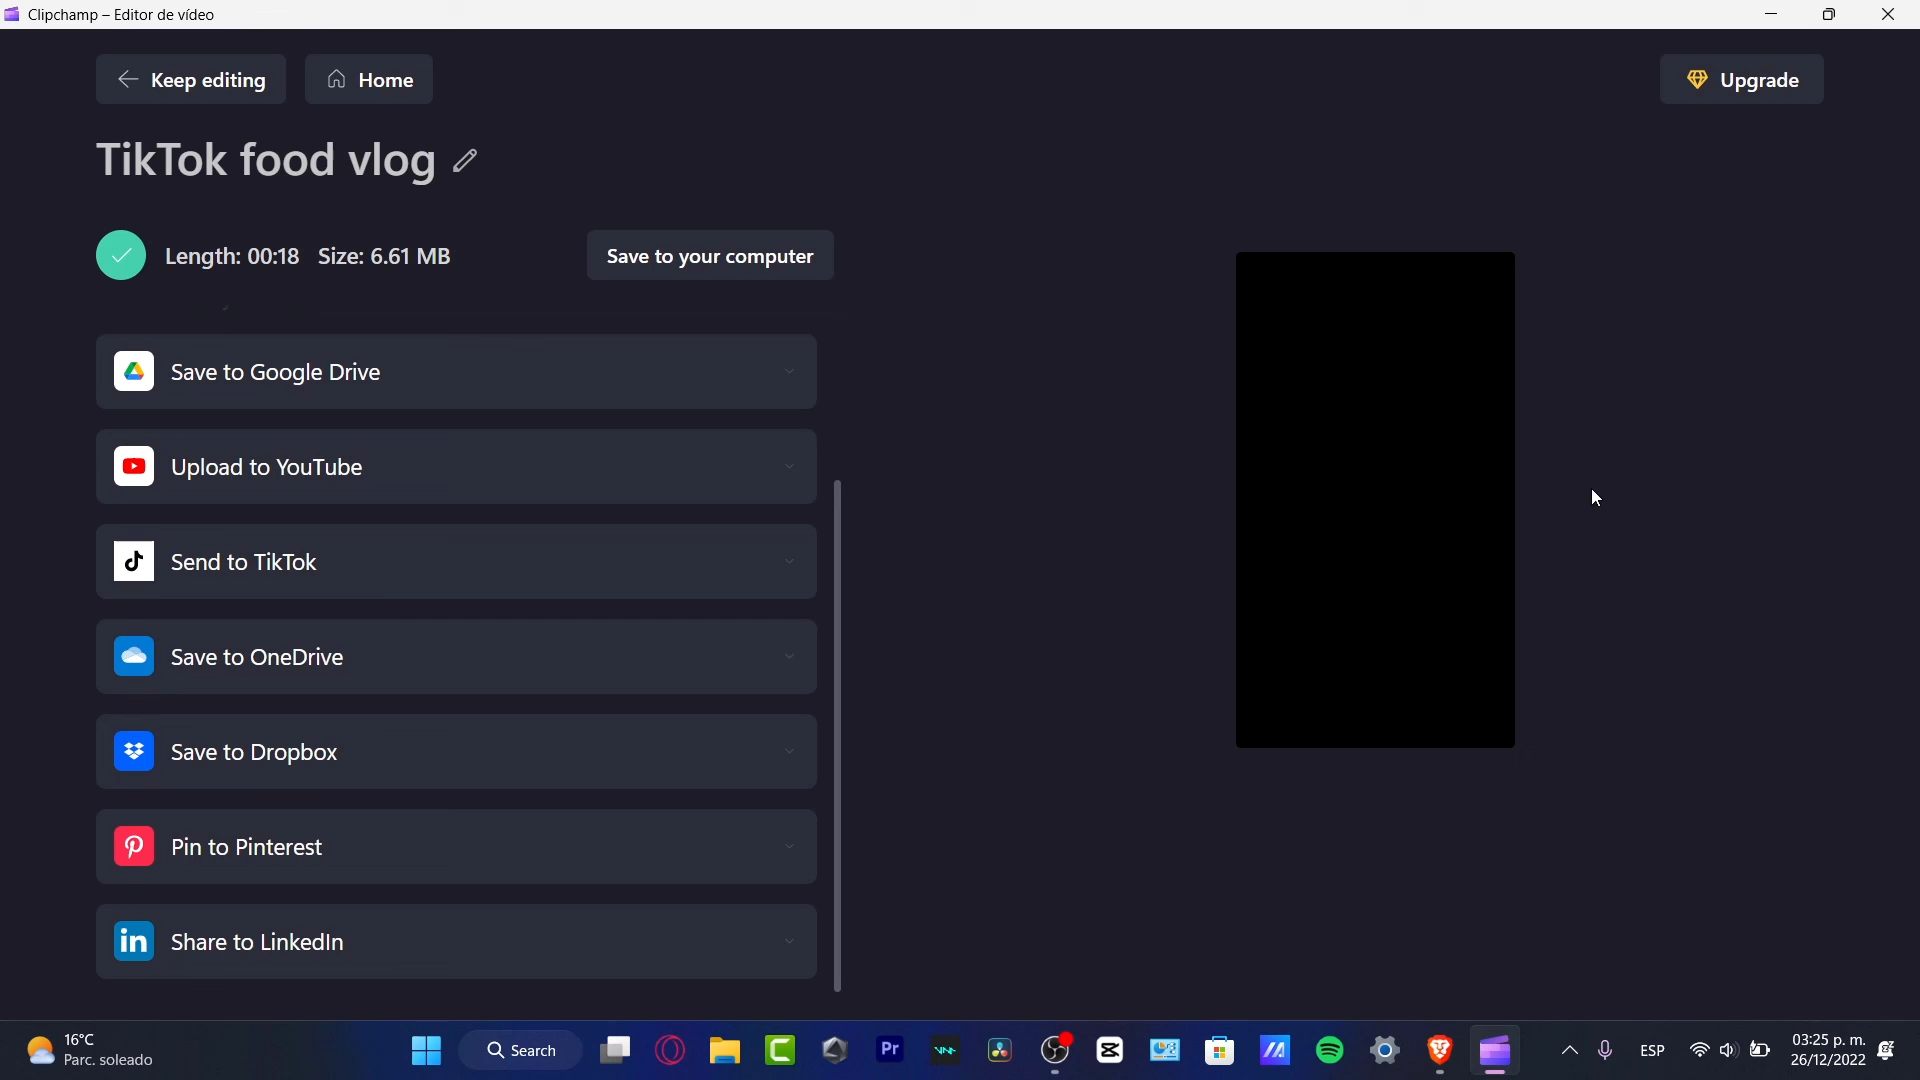 Clipchamp – Editor de vídeo
Keep editing
Home
Upgrade
TikTok food vlog
Length: 00:18 Size: 6.61 MB
Save to your computer
Save to Google Drive
Upload to YouTube
Send to TikTok
Save to OneDrive
Save to Dropbox
Pin to Pinterest
Share to LinkedIn
16°C
Parc. soleado
Search
Pr
ESP
03:25 p. m.
26/12/2022